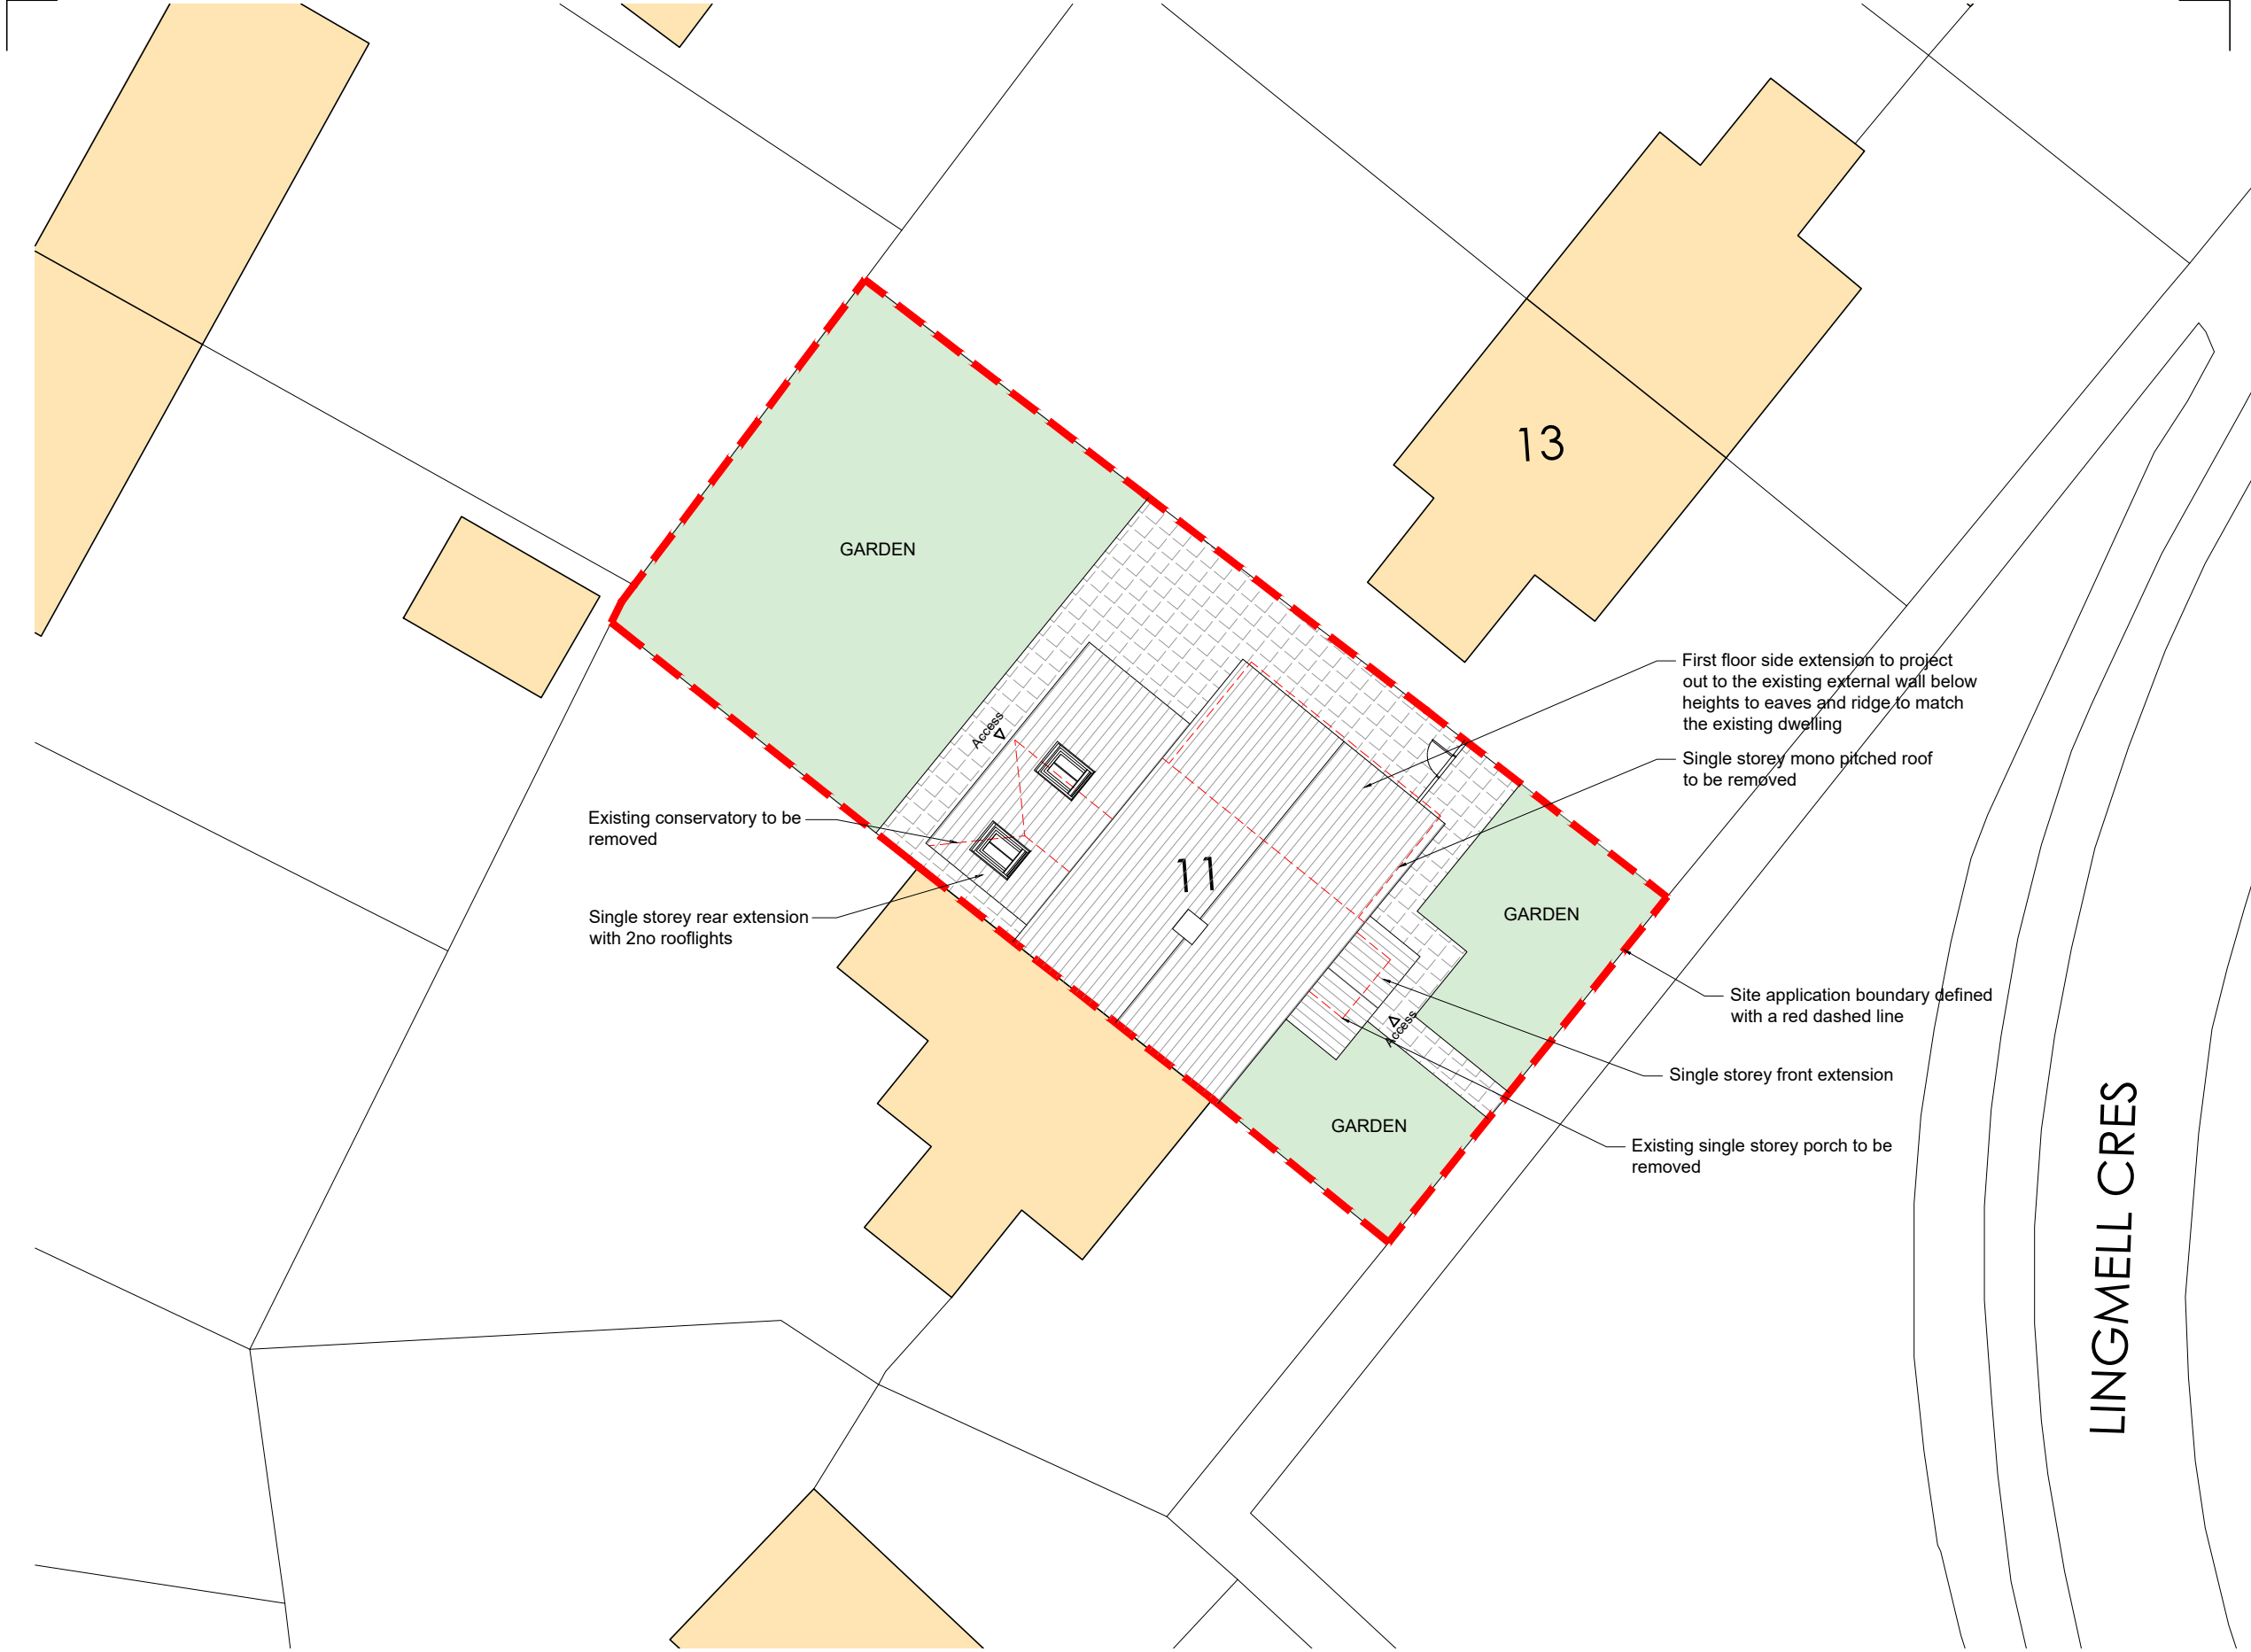 13
GARDEN
First floor side extension to project
out to the existing external wall below
heights to eaves and ridge to match
the existing dwelling
Access
Single storey mono pitched roof
to be removed
Existing conservatory to be
removed
11
Single storey rear extension
with 2no rooflights
GARDEN
Site application boundary defined
with a red dashed line
Access
Single storey front extension
GARDEN
Existing single storey porch to be
removed
LINGMELL CRES